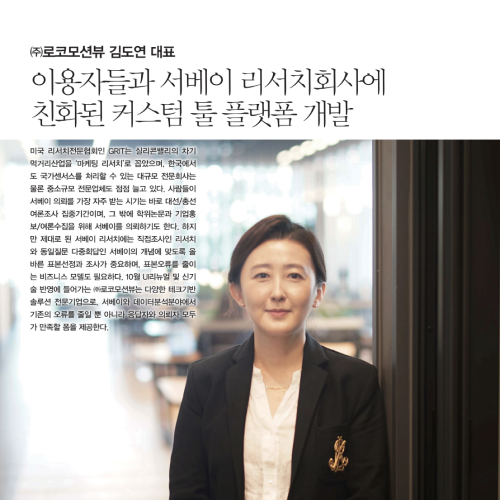 ㈜로코모션뷰 김도연 대표
이용자들과 서베이 리서치회사에
친화된 커스텀 툴 플랫폼 개발
미국 리서치전문협회인 GRIT는 실리콘밸리의 차기
먹거리산업을 '마케팅 리서치'로 꼽았으며, 한국에서
도 국가센서스를 처리할 수 있는 대규모 전문회사는
물론 중소규모 전문업체도 점점 늘고 있다. 사람들이
서베이 의뢰를 가장 자주 받는 시기는 바로 대선/총선
여론조사 집중기간이며, 그 밖에 학위논문과 기업홍
보/여론수집을 위해 서베이를 의뢰하기도 한다. 하지
만 제대로 된 서베이 리서치에는 직접조사인 리서치
와 동일질문 다중회답인 서베이의 개념에 맞도록 올
바른 표본선정과 조사가 중요하며, 표본오류를 줄이
는 비즈니스 모델도 필요하다. 10월 UI리뉴얼 및 신기
술 반영에 들어가는 ㈜로코모션뷰는 다양한 테크기반
솔루션 전문기업으로, 서베이와 데이터분석분야에서
기존의 오류를 줄일 뿐 아니라 응답자와 의뢰자 모두
가 만족할 폼을 제공한다.